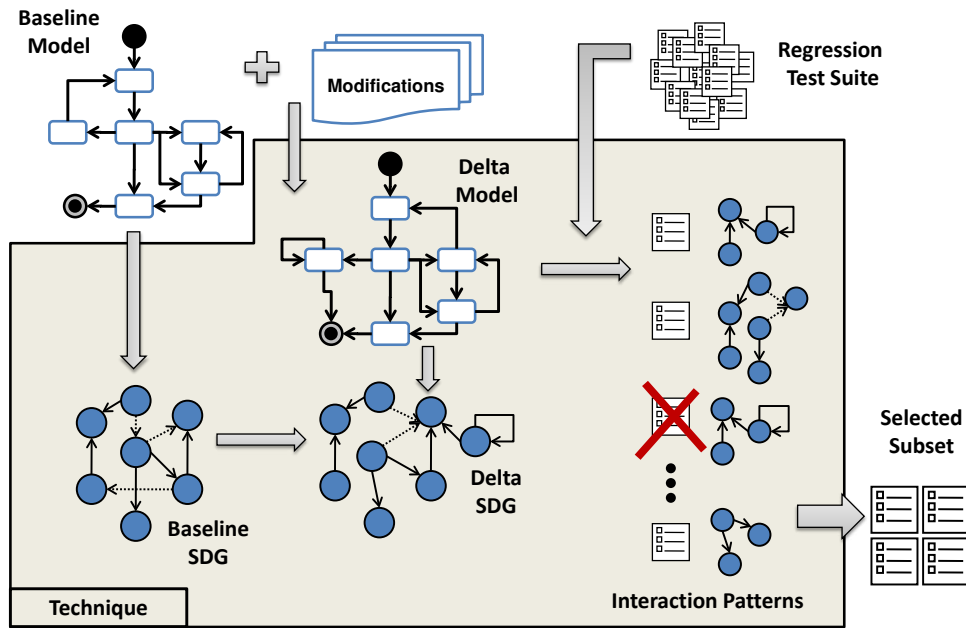 Baseline
Model
Modifications
Regression
Test Suite
Delta
Model
Selected
Subset
Baseline
SDG
Delta
SDG
Technique
Interaction Patterns